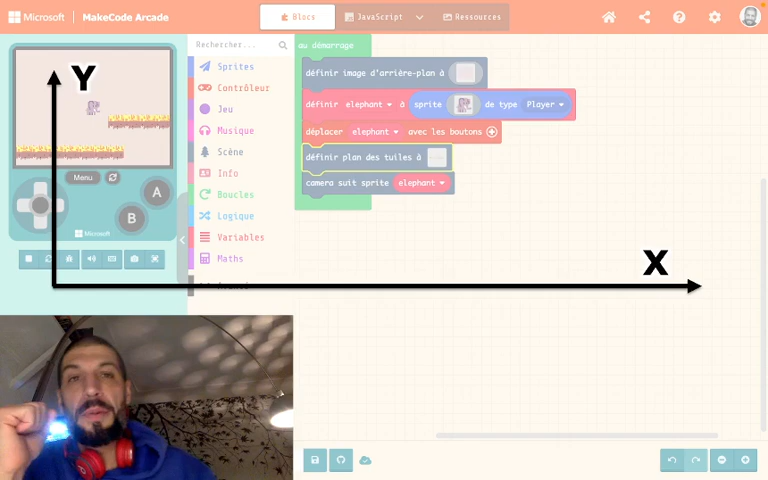 Microsoft
MakeCode Arcade
Blocs
JavaScript
Ressources
Rechercher...
Sprites
Contrôleur
Jeu
Musique
Scène
Info
Boucles
Logique
Variables
Maths
au démarrage
définir image d'arrière-plan à
définir elephant à sprite de type Player
déplacer elephant avec les boutons
définir plan des tuiles à
camera suit sprite elephant
Y
X
Menu
A
B
Microsoft